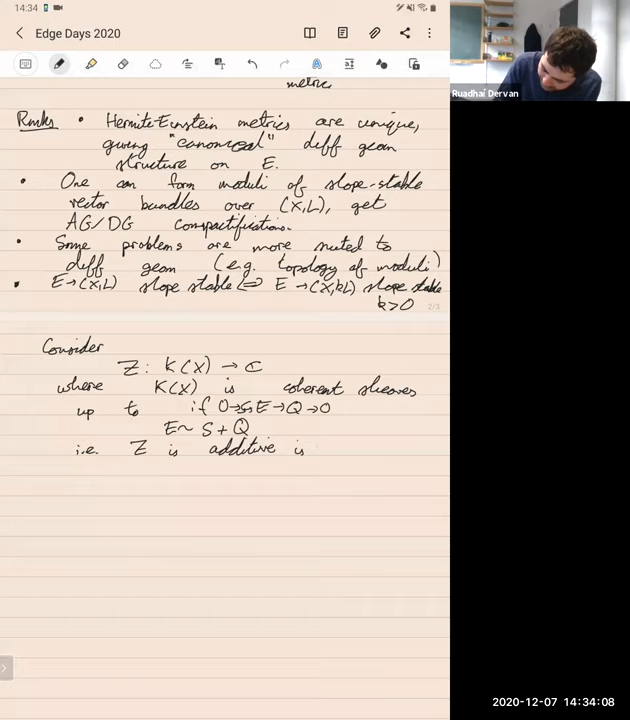 14:34
Edge Days 2020
Ruadhaí Dervan
metric
Rmks • Hermite-Einstein metrics are unique,
giving "canonical" diff geom
structure on E.
• One can form moduli of slope-stable
vector bundles over (X,L), get
AG/DG compactifications.
• Some problems are more suited to
diff geom (e.g. topology of moduli)
• E→(X,L) slope stable ⟺ E→(X,kL) slope stable
k>0
2/3
Consider
Z: K(X) → ℂ
where K(X) is coherent sheaves
up to if 0→S→E→Q→0
E~ S+Q
i.e. Z is additive is
2020-12-07 14:34:08